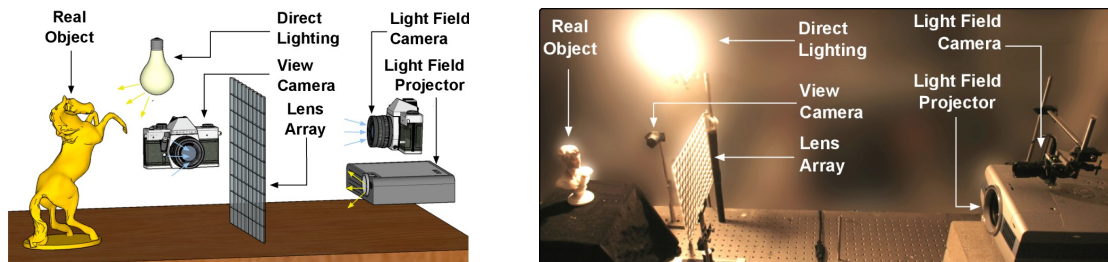 Real
Object
Direct
Lighting
View
Camera
Lens
Array
Light Field
Camera
Light Field
Projector
Real
Object
Direct
Lighting
View
Camera
Lens
Array
Light Field
Camera
Light Field
Projector